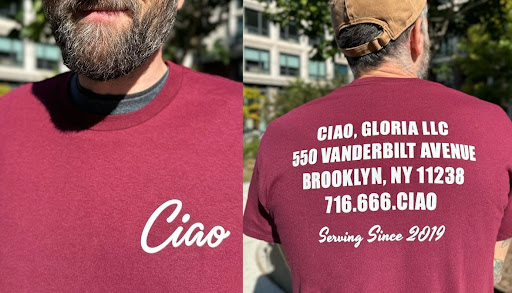 Ciao
CIAO, GLORIA LLC
550 VANDERBILT AVENUE
BROOKLYN, NY 11238
716.666.CIAO
Serving Since 2019